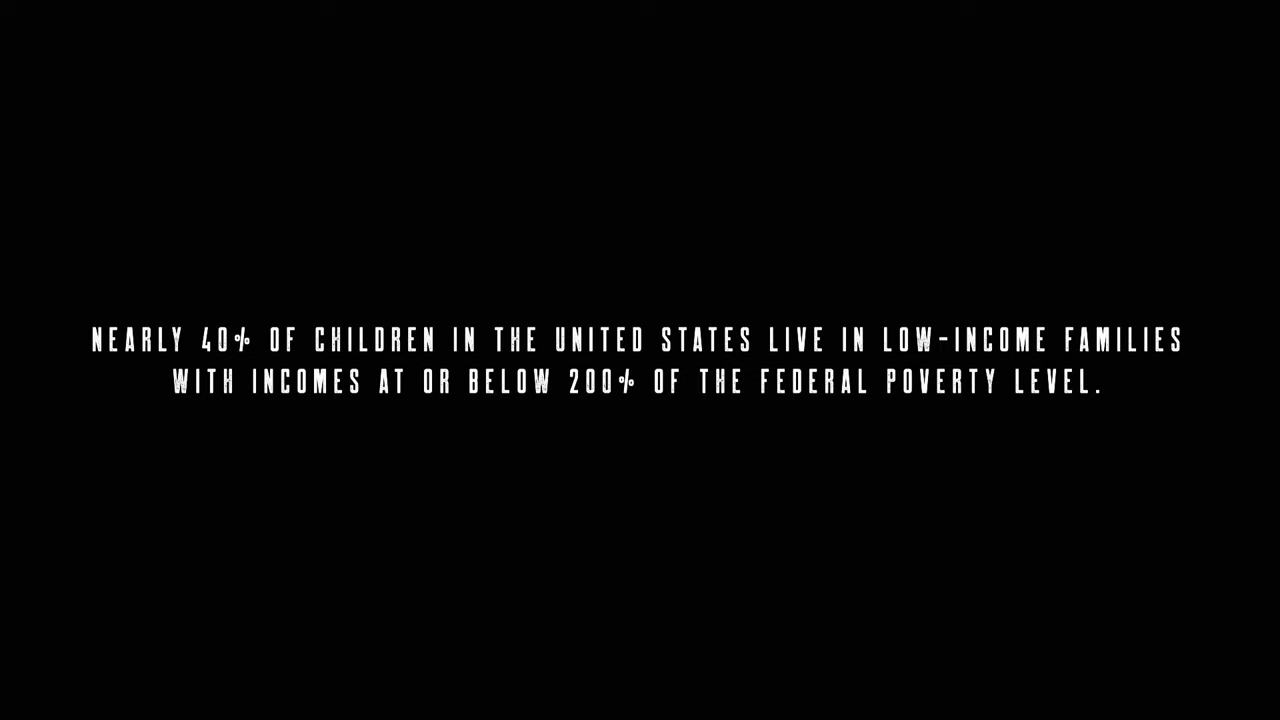 NEARLY 40% OF CHILDREN IN THE UNITED STATES LIVE IN LOW-INCOME FAMILIES
WITH INCOMES AT OR BELOW 200% OF THE FEDERAL POVERTY LEVEL.